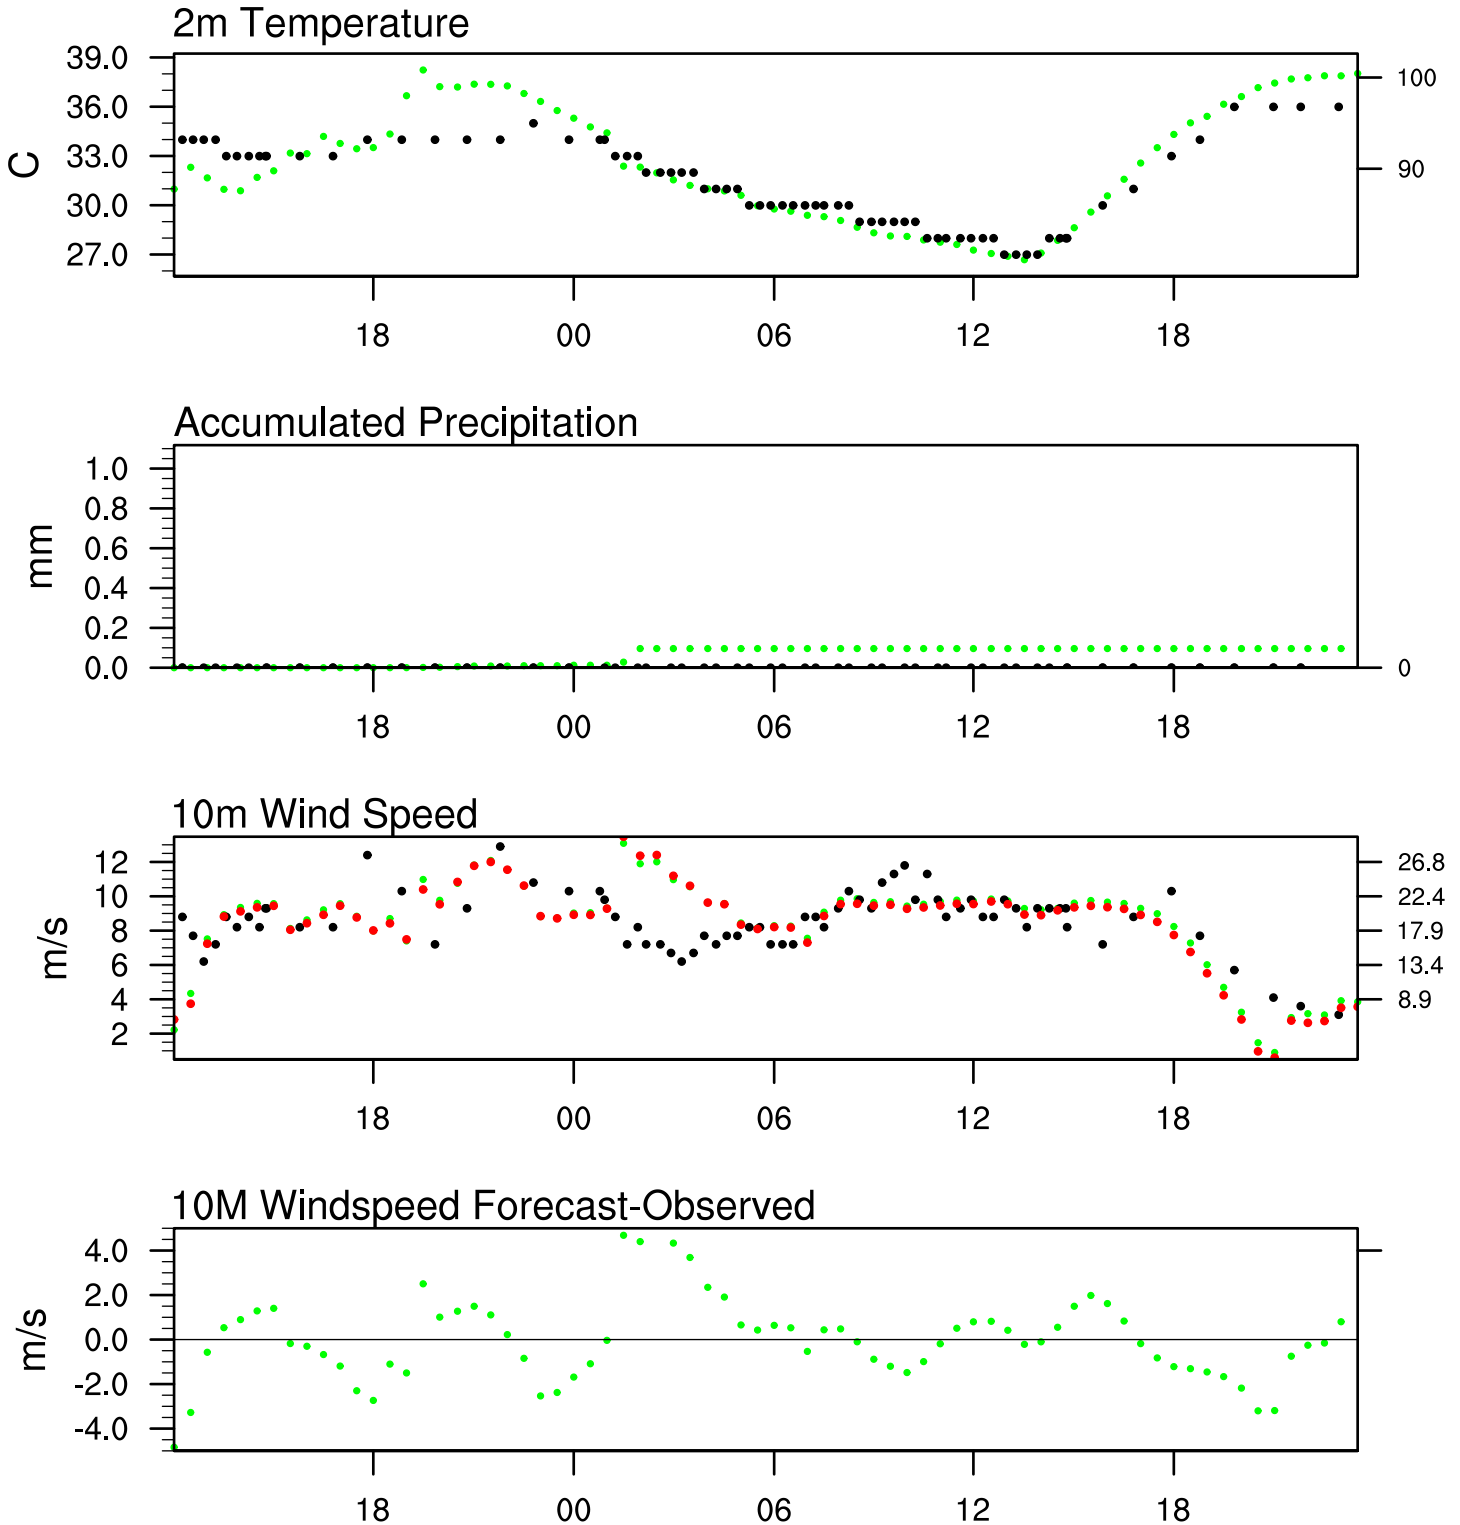 2m Temperature
39.0
36.0
33.0
30.0
27.0
C
100
90
18 00 06 12 18
Accumulated Precipitation
1.0
0.8
0.6
0.4
0.2
0.0
mm
0
18 00 06 12 18
10m Wind Speed
12
10
8
6
4
2
m/s
26.8
22.4
17.9
13.4
8.9
18 00 06 12 18
10M Windspeed Forecast-Observed
4.0
2.0
0.0
-2.0
-4.0
m/s
18 00 06 12 18